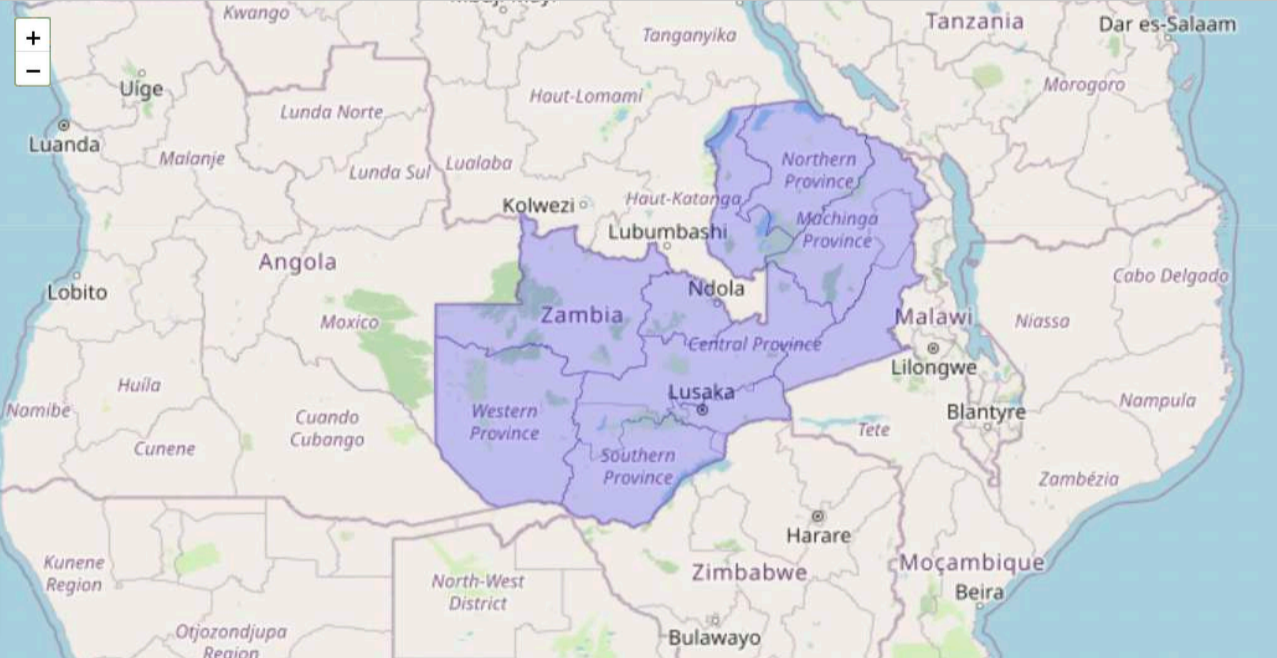 Kwango
Tanzania
Dar es-Salaam
Tanganyika
+
−
Uíge
Haut-Lomami
Morogoro
Lunda Norte
Luanda
Malanje
Lunda Sul
Lualaba
Northern
Province
Haut-Katanga
Kolwezi
Machinga
Province
Lubumbashi
Angola
Cabo Delgado
Lobito
Ndola
Moxico
Zambia
Malawi
Niassa
Central Province
Lilongwe
Huíla
Lusaka
Namibe
Nampula
Western
Province
Blantyre
Cuando
Cubango
Tete
Cunene
Southern
Province
Zambézia
Harare
Kunene
Region
Zimbabwe
Moçambique
North-West
District
Beira
Otjozondjupa
Region
Bulawayo